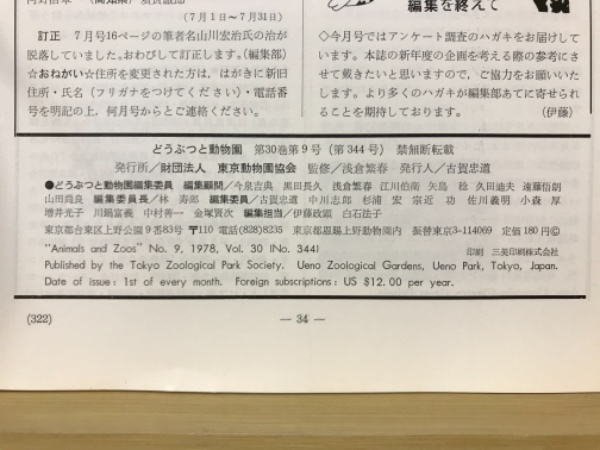 (7月1日～7月31日)
訂正 7月号16ページの筆者名山川宏治氏の治が
脱落していました。おわびして訂正します。(編集部)
☆おねがい☆住所を変更された方は，はがきに新旧
住所・氏名（フリガナをつけてください）・電話番
号を明記の上，何月号からとご連絡ください。
編集を終えて
◇今月号ではアンケート調査のハガキをお届けして
います。本誌の新年度の企画を考える際の参考にさ
せて戴きたいと思いますので，ご協力をお願いいた
します。より多くのハガキが編集部あてに寄せられ
ることを期待しております。 (伊藤)
どうぶつと動物園 第30巻第9号(第344号) 禁無断転載
発行所/財団法人 東京動物園協会 監修/浅倉繁春 発行人/古賀忠道
●どうぶつと動物園編集委員 編集顧問/今泉吉典 黒田長久 浅倉繁春 江川伯衛 矢島 稔 久田迪夫 遠藤悟朗
山田尚良 編集委員長/林 寿郎 編集委員/古賀忠道 中川志郎 杉浦 宏 宗近 功 佐川義明 小森 厚
増井光子 川鍋富義 中村善一 金塚賢次 編集担当/伊藤政顕 白石法子
東京都台東区上野公園9番83号 〒110 電話(828)8235 東京都恩賜上野動物園内 振替東京3-114069 定価180円
"Animals and Zoos" No. 9, 1978, Vol. 30 (No. 344) 印刷 三美印刷株式会社
Published by the Tokyo Zoological Park Society. Ueno Zoological Gardens, Ueno Park, Tokyo, Japan.
Date of issue: 1st of every month. Foreign subscriptions: US $12.00 per year.
(322) — 34 —